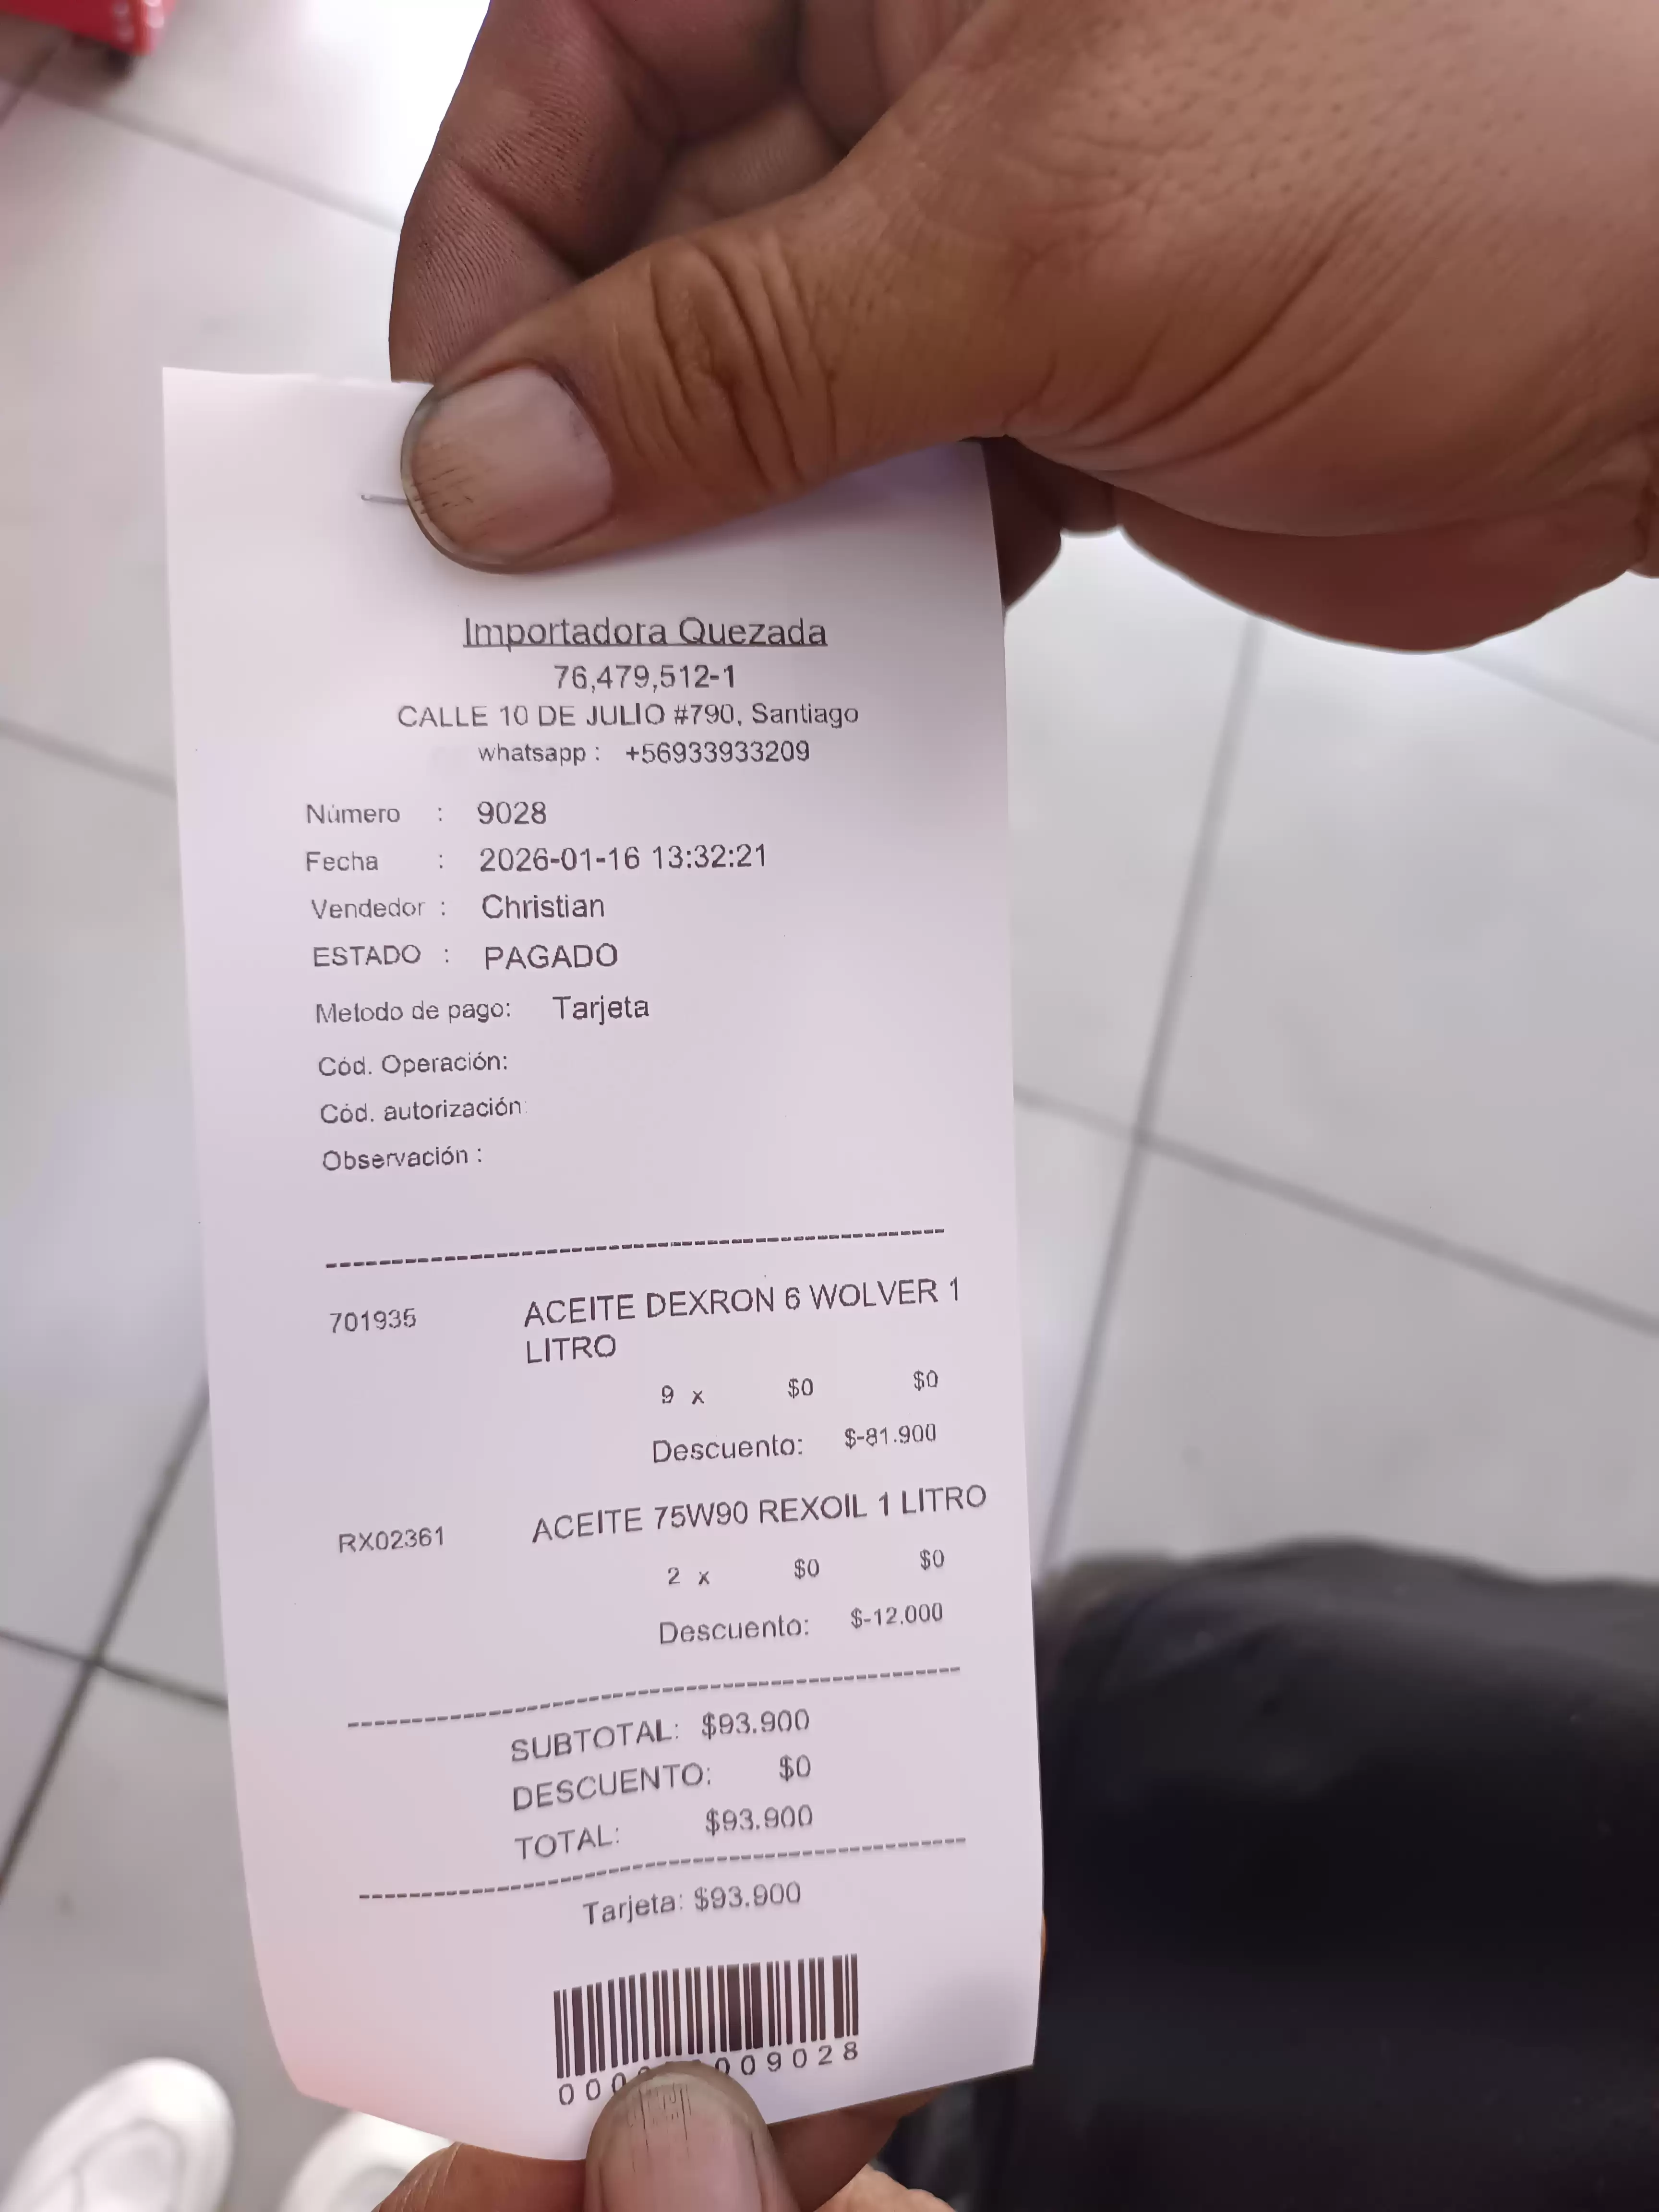 Importadora Quezada
76,479,512-1
CALLE 10 DE JULIO #790, Santiago
whatsapp : +56933933209
Número : 9028
Fecha : 2026-01-16 13:32:21
Vendedor : Christian
ESTADO : PAGADO
Metodo de pago: Tarjeta
Cód. Operación:
Cód. autorización:
Observación :
701935 ACEITE DEXRON 6 WOLVER 1
LITRO
9 x $0 $0
Descuento: $-81.900
RX02361 ACEITE 75W90 REXOIL 1 LITRO
2 x $0 $0
Descuento: $-12.000
SUBTOTAL: $93.900
DESCUENTO: $0
TOTAL: $93.900
Tarjeta: $93.900
009028